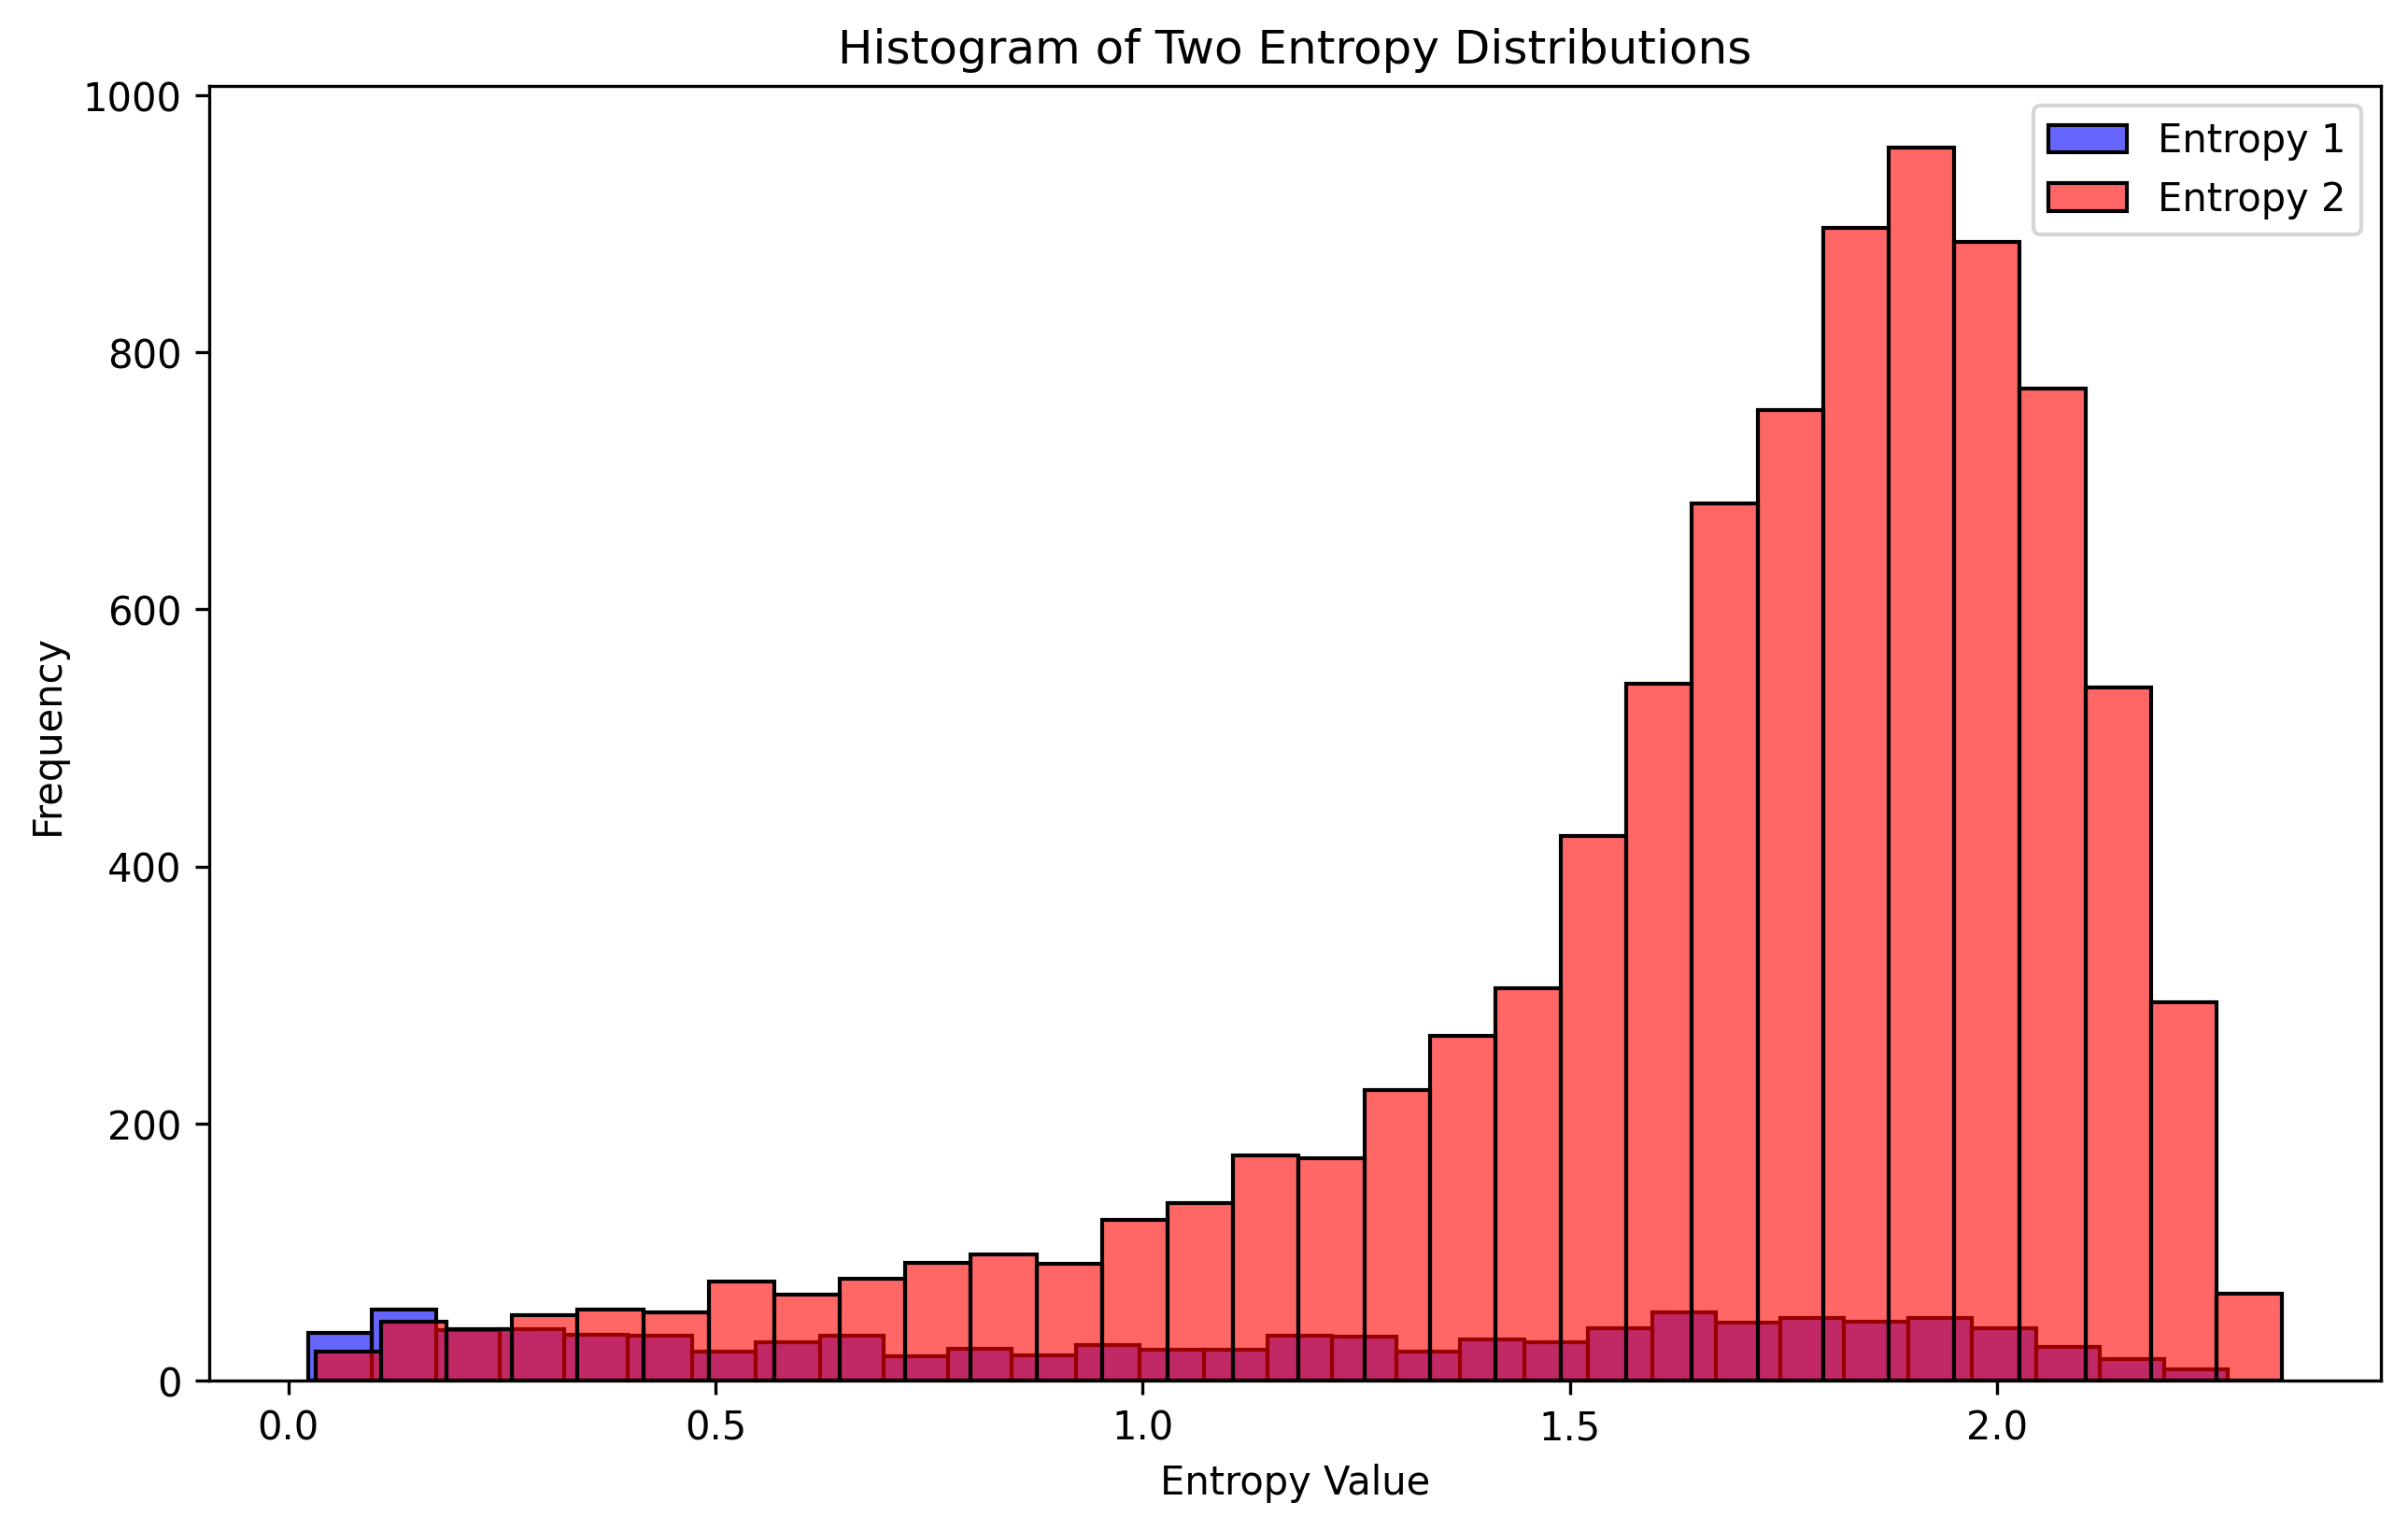 Histogram of Two Entropy Distributions
1000
800
600
400
200
0
Frequency
Entropy 1
Entropy 2
0.0 0.5 1.0 1.5 2.0
Entropy Value